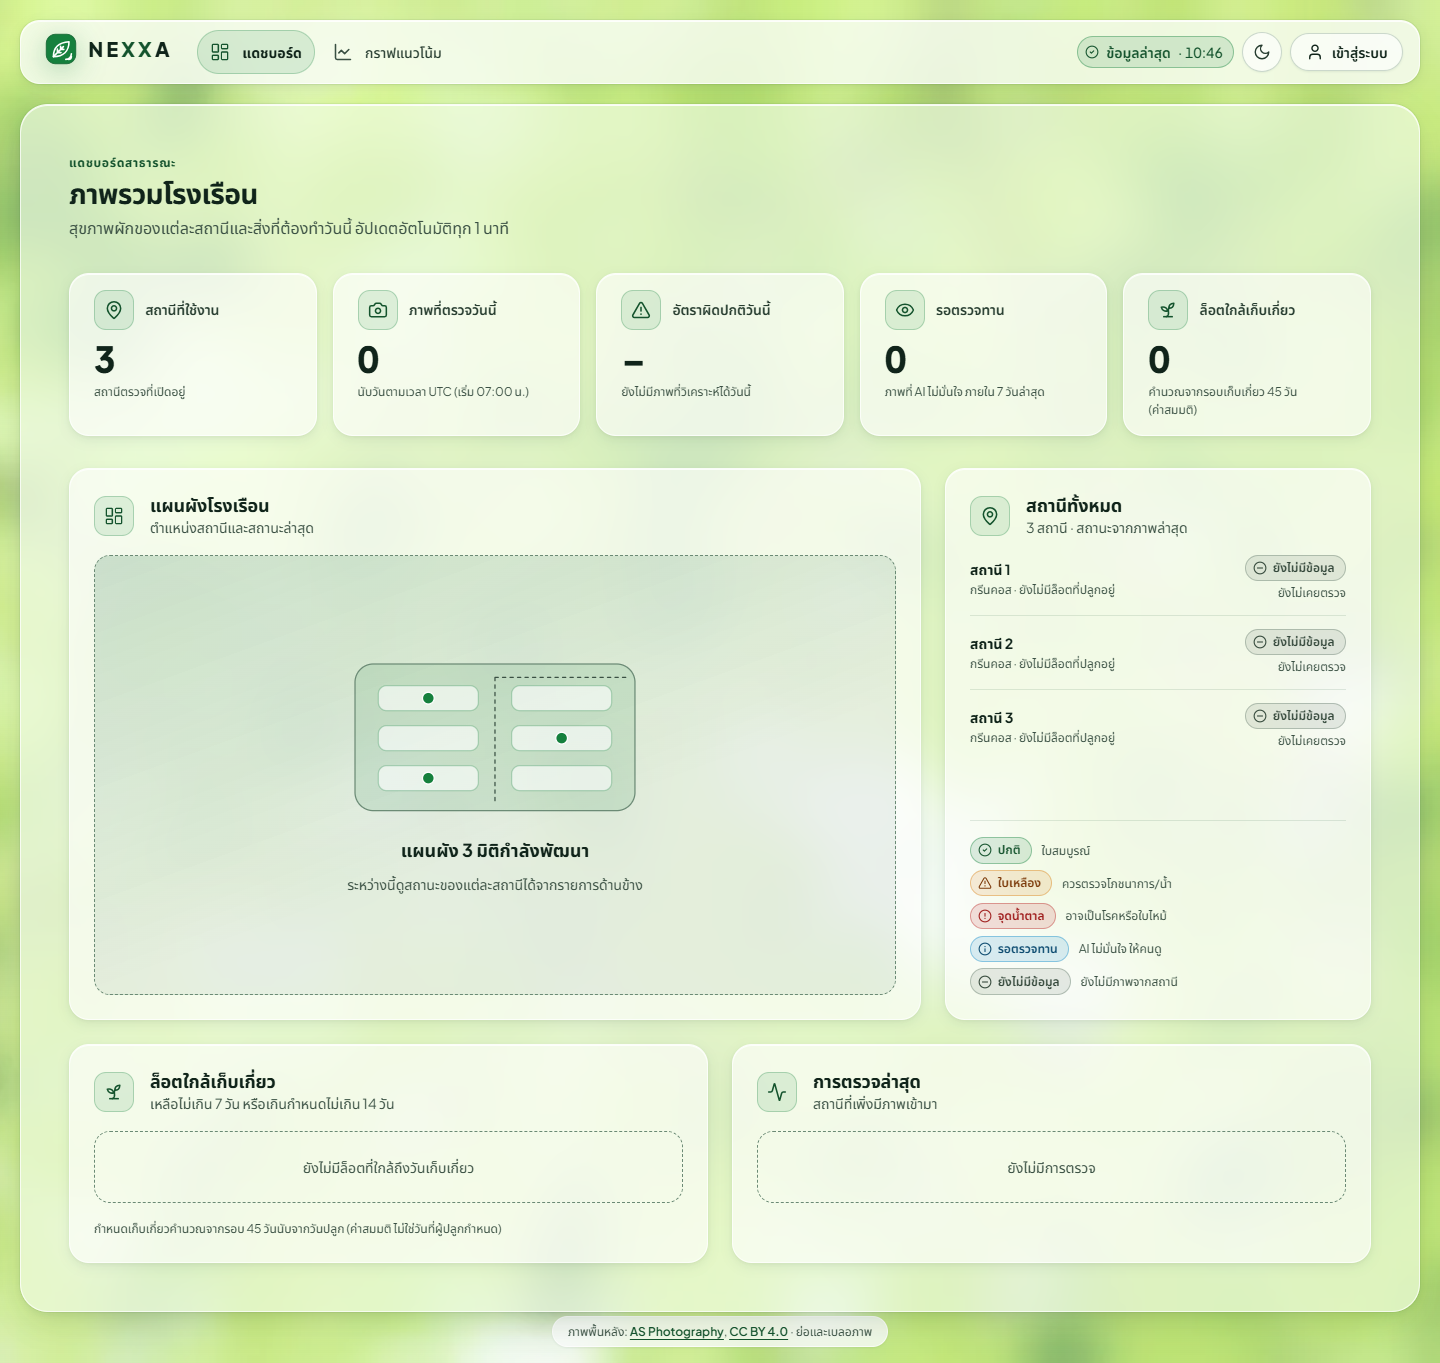 NEXXA
แดชบอร์ด
กราฟแนวโน้ม
ข้อมูลล่าสุด · 10:46
เข้าสู่ระบบ
แดชบอร์ดสาธารณะ
ภาพรวมโรงเรือน
สุขภาพผักของแต่ละสถานีและสิ่งที่ต้องทำวันนี้ อัปเดตอัตโนมัติทุก 1 นาที
สถานีที่ใช้งาน
3
สถานีตรวจที่เปิดอยู่
ภาพที่ตรวจวันนี้
0
นับวันตามเวลา UTC (เริ่ม 07:00 น.)
อัตราผิดปกติวันนี้
–
ยังไม่มีภาพที่วิเคราะห์ได้วันนี้
รอตรวจทาน
0
ภาพที่ AI ไม่มั่นใจ ภายใน 7 วันล่าสุด
ล็อตใกล้เก็บเกี่ยว
0
คำนวณจากรอบเก็บเกี่ยว 45 วัน
(ค่าสมมติ)
แผนผังโรงเรือน
ตำแหน่งสถานีและสถานะล่าสุด
แผนผัง 3 มิติกำลังพัฒนา
ระหว่างนี้ดูสถานะของแต่ละสถานีได้จากรายการด้านข้าง
สถานีทั้งหมด
3 สถานี · สถานะจากภาพล่าสุด
สถานี 1
กรีนคอส · ยังไม่มีล็อตที่ปลูกอยู่
ยังไม่มีข้อมูล
ยังไม่เคยตรวจ
สถานี 2
กรีนคอส · ยังไม่มีล็อตที่ปลูกอยู่
ยังไม่มีข้อมูล
ยังไม่เคยตรวจ
สถานี 3
กรีนคอส · ยังไม่มีล็อตที่ปลูกอยู่
ยังไม่มีข้อมูล
ยังไม่เคยตรวจ
ปกติ ใบสมบูรณ์
ใบเหลือง ควรตรวจโภชนาการ/น้ำ
จุดน้ำตาล อาจเป็นโรคหรือใบไหม้
รอตรวจทาน AI ไม่มั่นใจ ให้คนดู
ยังไม่มีข้อมูล ยังไม่มีภาพจากสถานี
ล็อตใกล้เก็บเกี่ยว
เหลือไม่เกิน 7 วัน หรือเกินกำหนดไม่เกิน 14 วัน
ยังไม่มีล็อตที่ใกล้ถึงวันเก็บเกี่ยว
กำหนดเก็บเกี่ยวคำนวณจากรอบ 45 วันนับจากวันปลูก (ค่าสมมติ ไม่ใช่วันที่ผู้ปลูกกำหนด)
การตรวจล่าสุด
สถานีที่เพิ่งมีภาพเข้ามา
ยังไม่มีการตรวจ
ภาพพื้นหลัง: AS Photography, CC BY 4.0 · ย่อและเบลอภาพ